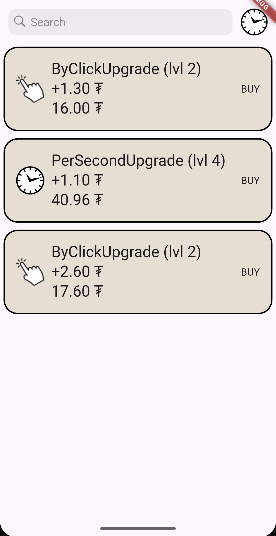 Search
ByClickUpgrade (lvl 2)
+1.30 ₮
16.00 ₮
BUY
PerSecondUpgrade (lvl 4)
+1.10 ₮
40.96 ₮
BUY
ByClickUpgrade (lvl 2)
+2.60 ₮
17.60 ₮
BUY